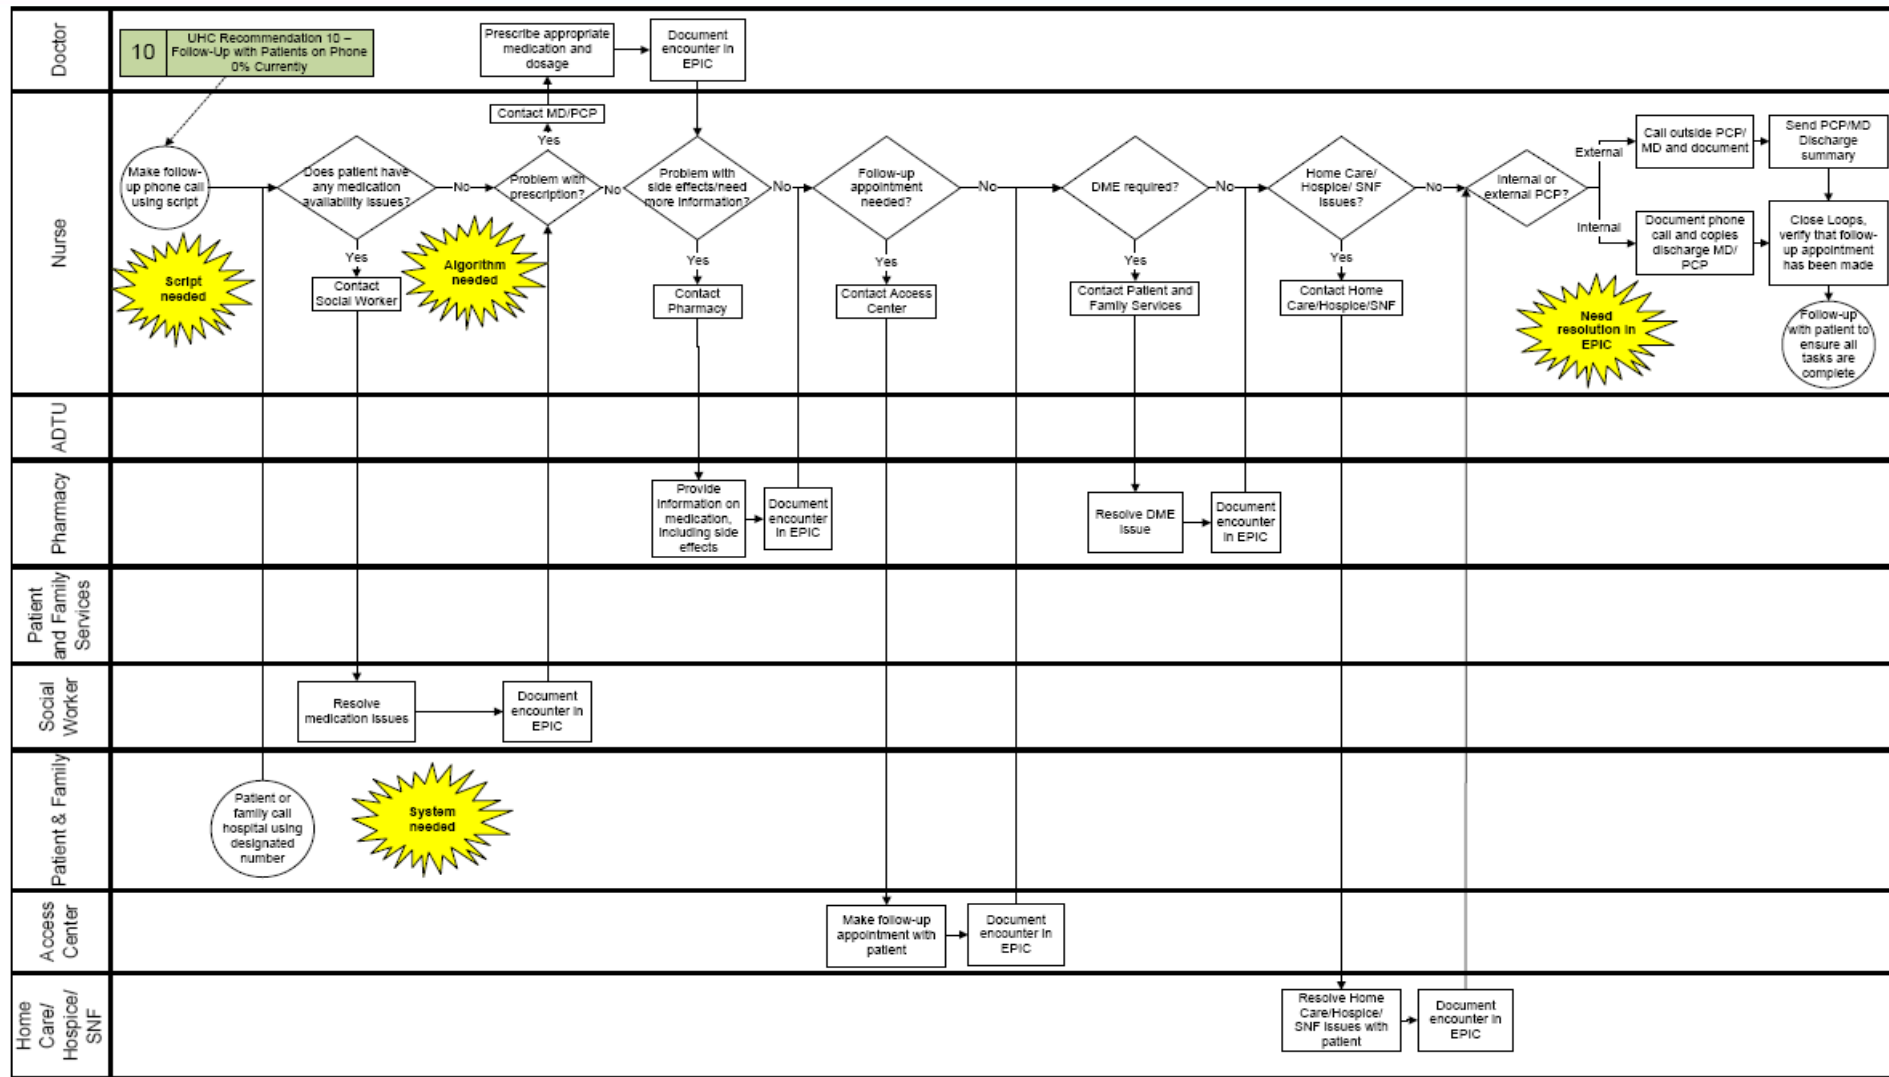 Doctor
10
UHC Recommendation 10 –
Follow-Up with Patients on Phone
0% Currently
Prescribe appropriate
medication and
dosage
Document
encounter in
EPIC
Nurse
Make follow-
up phone call
using script
Script
needed
Does patient have
any medication
availability issues?
No
Yes
Contact
Social Worker
Algorithm
needed
Contact MD/PCP
Yes
Problem with
prescription?
No
Problem with
side effects/need
more information?
No
Yes
Contact
Pharmacy
Follow-up
appointment
needed?
No
Yes
Contact Access
Center
DME required?
No
Yes
Contact Patient and
Family Services
Home Care/
Hospice/ SNF
Issues?
No
Yes
Contact Home
Care/Hospice/SNF
Internal or
external PCP?
External
Internal
Call outside PCP/
MD and document
Send PCP/MD
Discharge
summary
Document phone
call and copies
discharge MD/
PCP
Close Loops,
verify that follow-
up appointment
has been made
Need
resolution in
EPIC
Follow-up
with patient to
ensure all
tasks are
complete
ADTU
Pharmacy
Provide
information on
medication,
including side
effects
Document
encounter
in EPIC
Resolve DME
Issue
Document
encounter
in EPIC
Patient
and Family
Services
Social
Worker
Resolve
medication issues
Document
encounter in
EPIC
Patient & Family
Patient or
family call
hospital using
designated
number
System
needed
Access
Center
Make follow-up
appointment with
patient
Document
encounter in
EPIC
Home
Care/
Hospice/
SNF
Resolve Home
Care/Hospice/
SNF Issues with
patient
Document
encounter in
EPIC